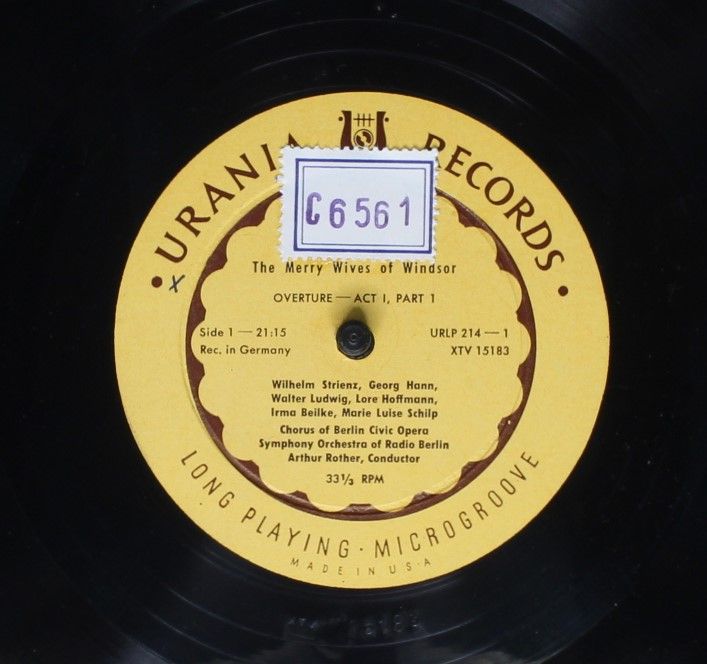 URANIA RECORDS
C6561
The Merry Wives of Windsor
OVERTURE — ACT I, PART 1
Side 1 — 21:15 URLP 214 — 1
Rec. in Germany XTV 15183
Wilhelm Strienz, Georg Hann,
Walter Ludwig, Lore Hoffmann,
Irma Beilke, Marie Luise Schilp
Chorus of Berlin Civic Opera
Symphony Orchestra of Radio Berlin
Arthur Rother, Conductor
33⅓ RPM
LONG PLAYING · MICROGROOVE
MADE IN U.S.A